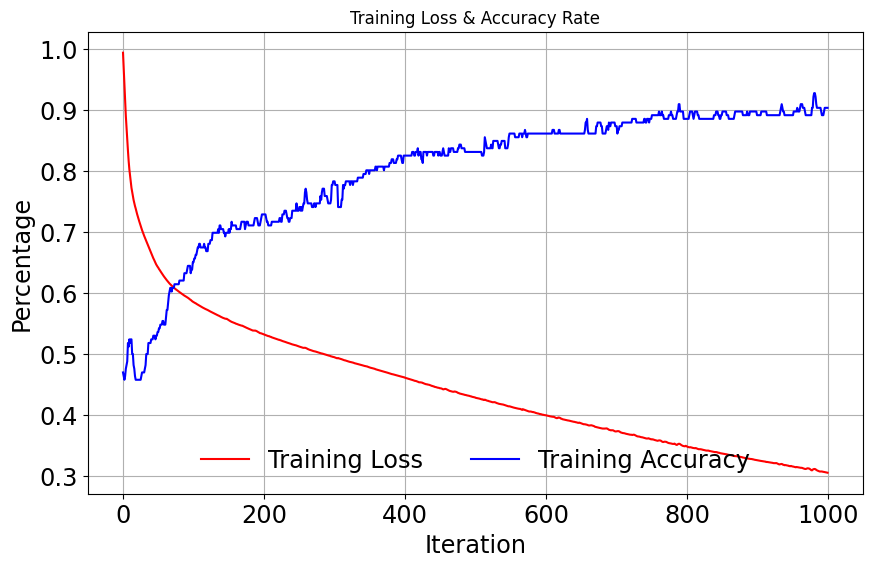 Training Loss & Accuracy Rate
1.0
0.9
0.8
0.7
0.6
0.5
0.4
0.3
Percentage
Training Loss Training Accuracy
0 200 400 600 800 1000
Iteration